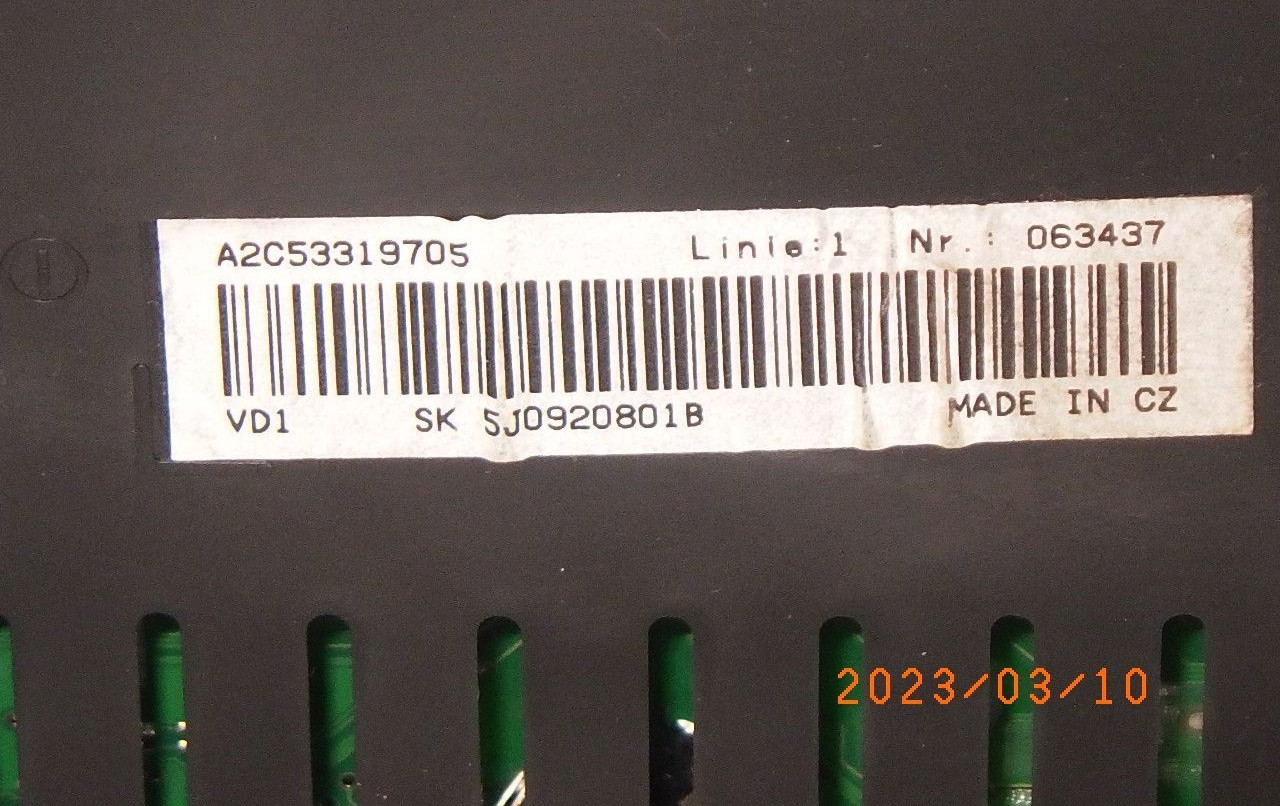 A2C53319705 Linie:1 Nr.: 063437
VD1 SK 5J0920801B MADE IN CZ
2023/03/10